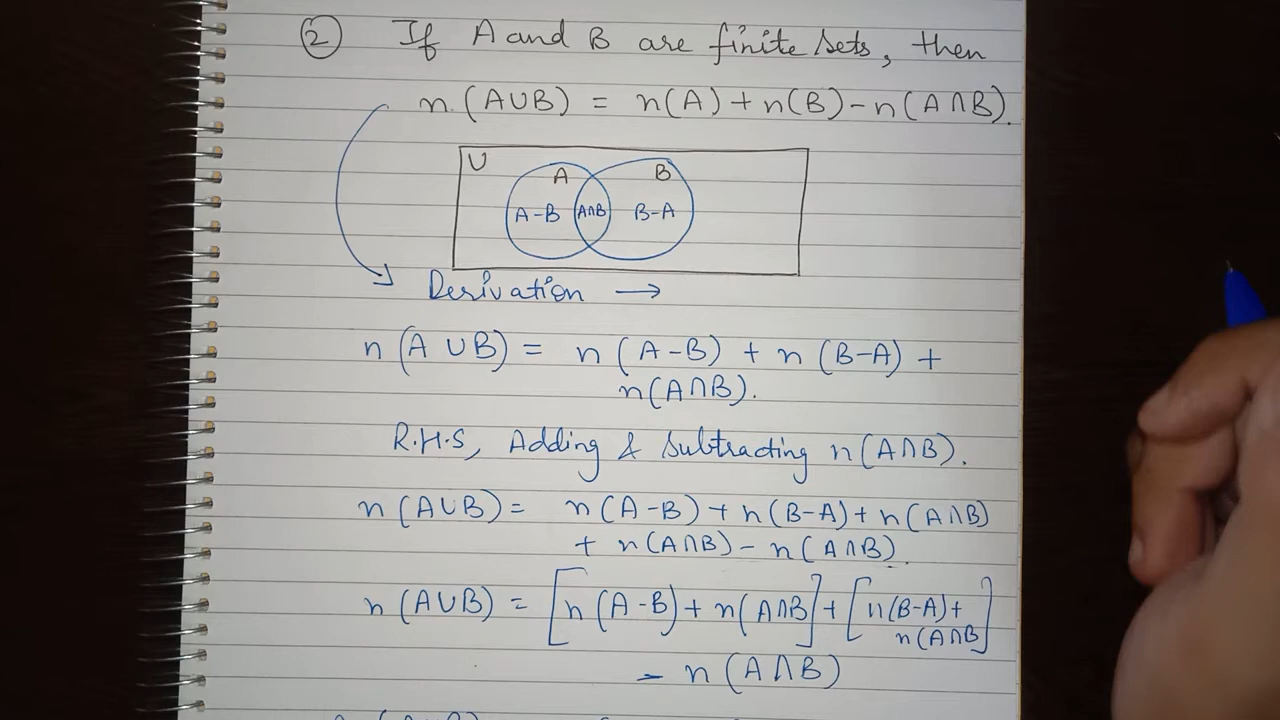 ② If A and B are finite sets, then
n (A∪B) = n(A) + n(B) – n(A∩B).
U
A B
A–B A∩B B–A
Derivation →
n (A∪B) = n (A–B) + n (B–A) +
n(A∩B).
R.H.S, Adding & Subtracting n(A∩B).
n (A∪B) = n (A–B) + n(B–A) + n(A∩B)
+ n(A∩B) – n(A∩B).
n (A∪B) = [n (A–B) + n(A∩B] + [n(B–A) +
n(A∩B]
– n(A∩B)